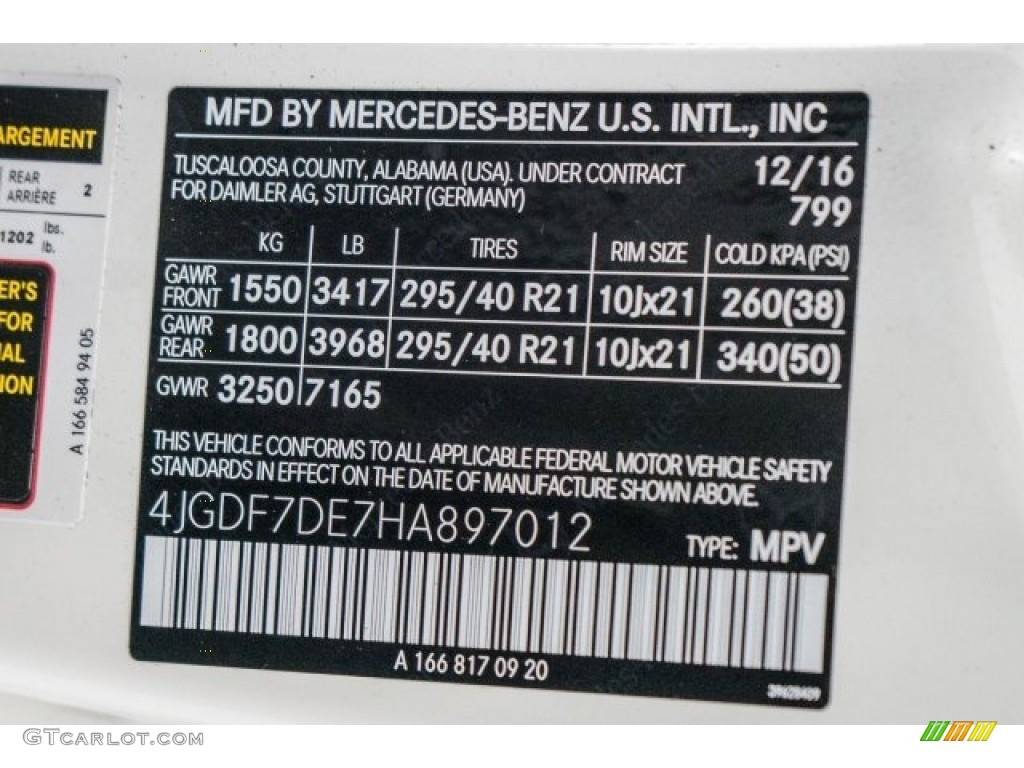 MFD BY MERCEDES-BENZ U.S. INTL., INC
TUSCALOOSA COUNTY, ALABAMA (USA). UNDER CONTRACT
FOR DAIMLER AG, STUTTGART (GERMANY)
12/16
799
KG LB TIRES RIM SIZE COLD KPA (PSI)
GAWR FRONT 1550 3417 295/40 R21 10Jx21 260(38)
GAWR REAR 1800 3968 295/40 R21 10Jx21 340(50)
GVWR 3250 7165
THIS VEHICLE CONFORMS TO ALL APPLICABLE FEDERAL MOTOR VEHICLE SAFETY
STANDARDS IN EFFECT ON THE DATE OF MANUFACTURE SHOWN ABOVE.
4JGDF7DE7HA897012
TYPE: MPV
A 166 817 09 20
39628409
ARGEMENT
REAR
ARRIÈRE 2
1202 lbs.
lb.
ER'S
FOR
AL
ION
A 166 584 94 05
GTCarLot.com